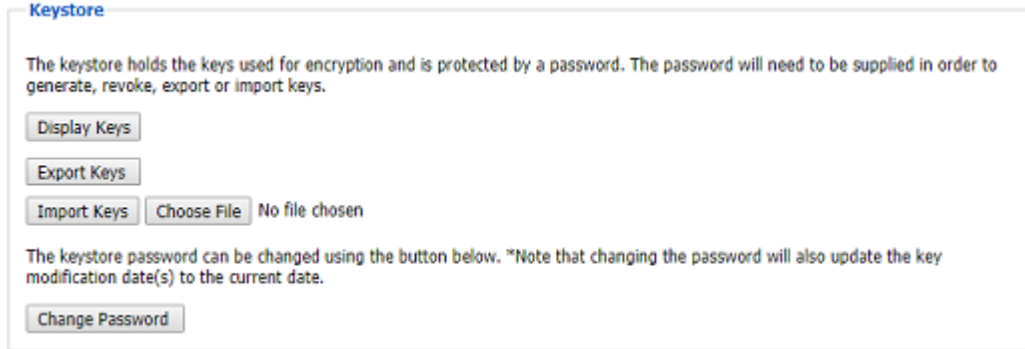 Keystore
The keystore holds the keys used for encryption and is protected by a password. The password will need to be supplied in order to
generate, revoke, export or import keys.
Display Keys
Export Keys
Import Keys Choose File No file chosen
The keystore password can be changed using the button below. *Note that changing the password will also update the key
modification date(s) to the current date.
Change Password